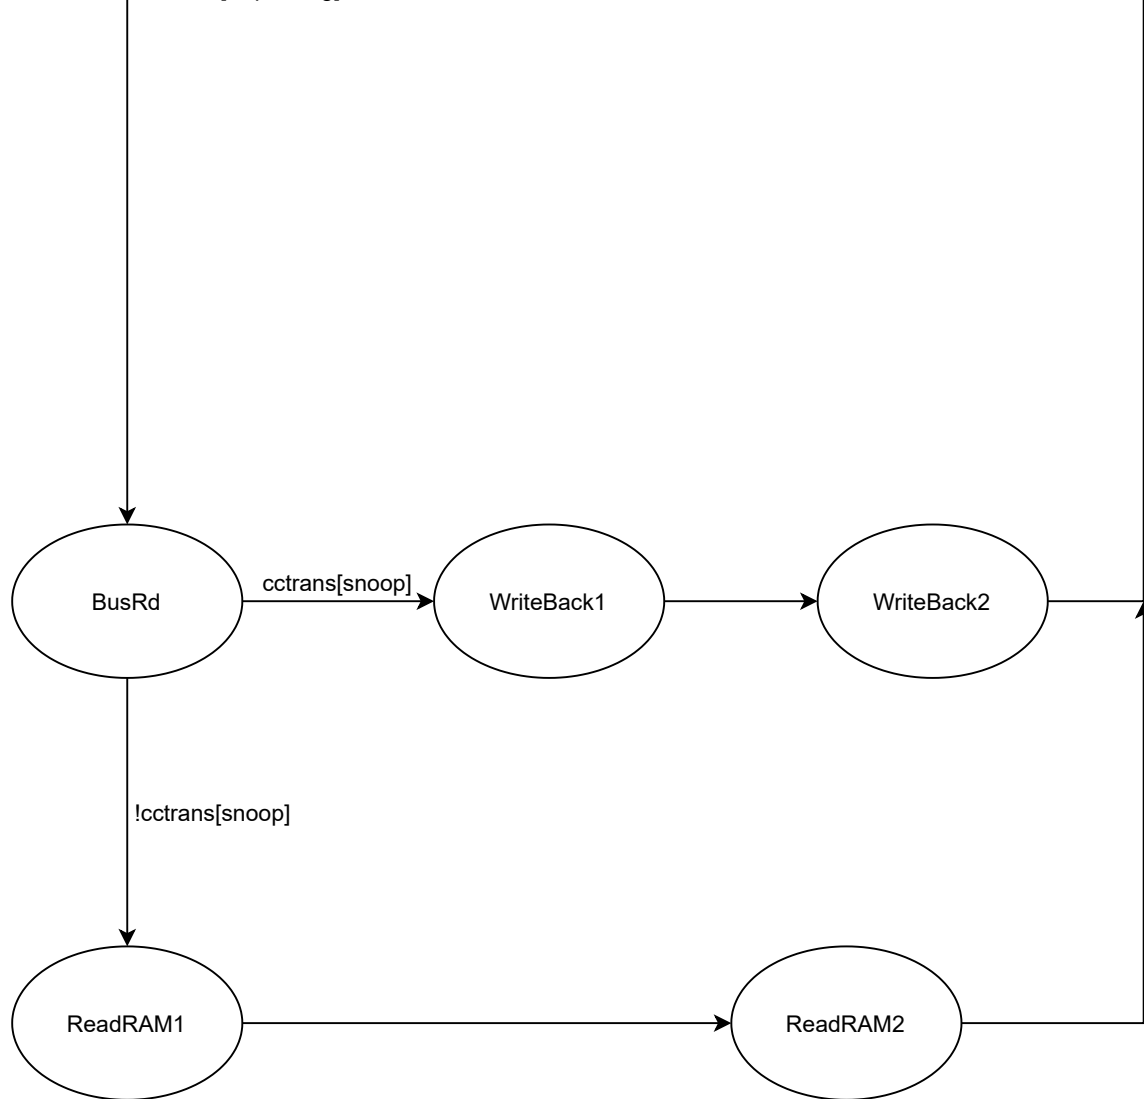 BusRd
cctrans[snoop]
WriteBack1
WriteBack2
!cctrans[snoop]
ReadRAM1
ReadRAM2